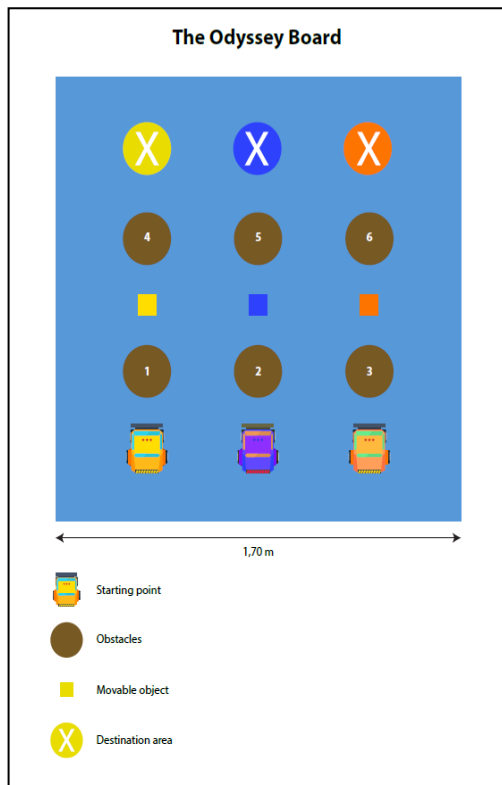 The Odyssey Board
X X X
4 5 6
1 2 3
1,70 m
Starting point
Obstacles
Movable object
X Destination area